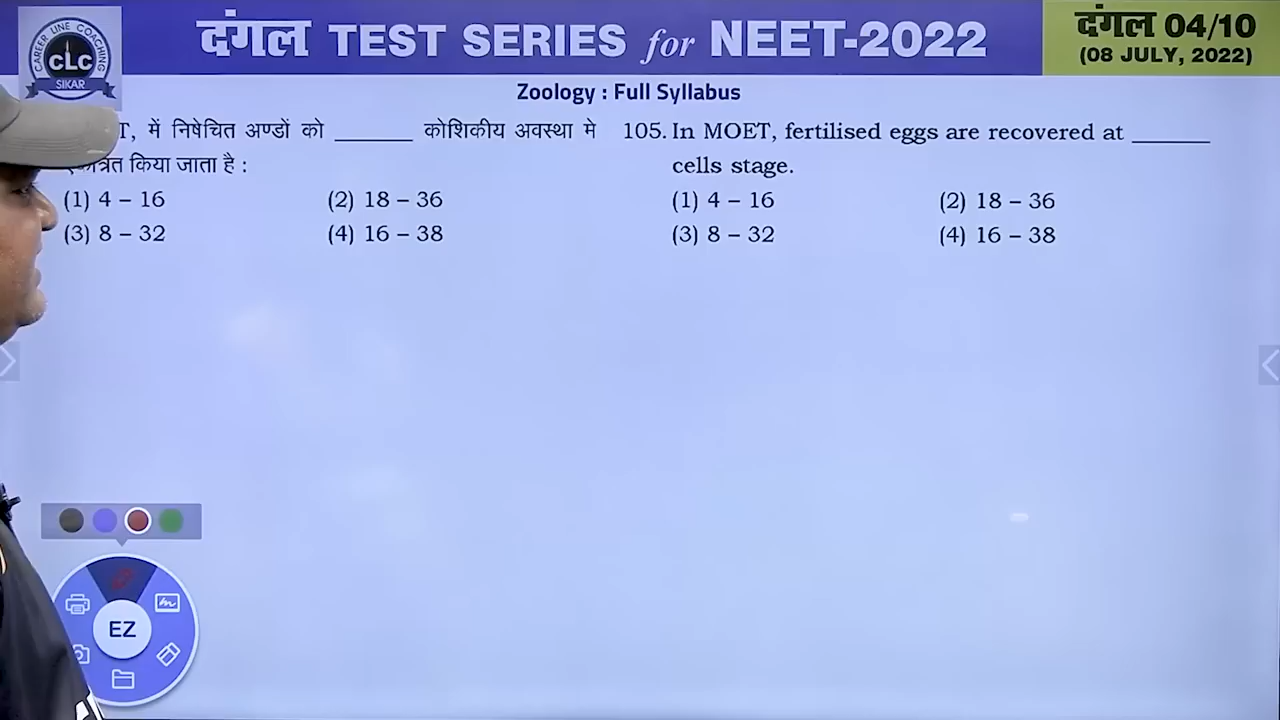 CAREER LINE COACHING
CLC
SIKAR
दंगल TEST SERIES for NEET-2022
दंगल 04/10
(08 JULY, 2022)
Zoology : Full Syllabus
T, में निषेचित अण्डों को ______ कोशिकीय अवस्था मे
किया जाता है :
(1) 4 – 16 (2) 18 – 36
(3) 8 – 32 (4) 16 – 38
105. In MOET, fertilised eggs are recovered at ______
cells stage.
(1) 4 – 16 (2) 18 – 36
(3) 8 – 32 (4) 16 – 38
EZ